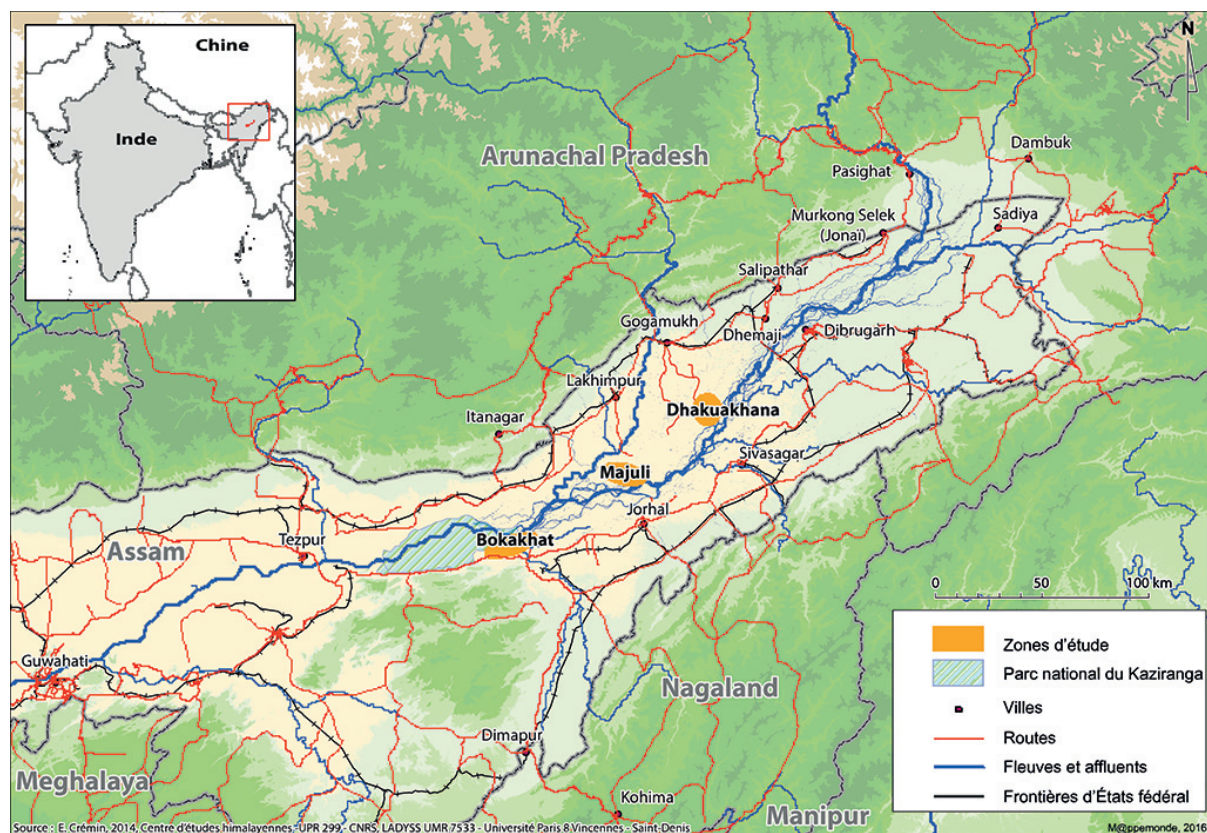 Chine
Inde
N
Arunachal Pradesh
Dambuk
Pasighat
Murkong Selek
(Jonaï)
Sadiya
Salipathar
Gogamukh
Dhemaji
Dibrugarh
Lakhimpur
Dhakuakhana
Itanagar
Majuli
Sivasagar
Jorhal
Bokakhat
Tezpur
Assam
0 50 100 km
Guwahati
Nagaland
Dimapur
Meghalaya
Kohima
Manipur
Zones d'étude
Parc national du Kaziranga
Villes
Routes
Fleuves et affluents
Frontières d'États fédéral
Source : E. Crémin, 2014, Centre d'études himalayennes, UPR 299, - CNRS, LADYSS UMR 7533 - Université Paris 8 Vincennes - Saint-Denis
M@ppemonde, 2016